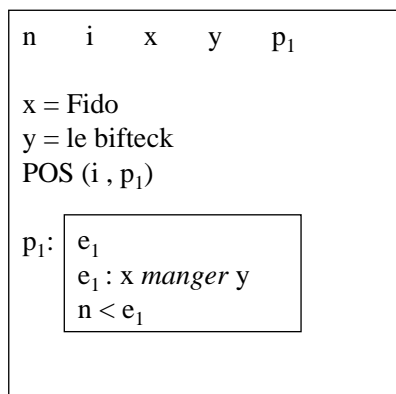 n i x y p₁
x = Fido
y = le bifteck
POS (i , p₁)
p₁: e₁
e₁ : x manger y
n < e₁